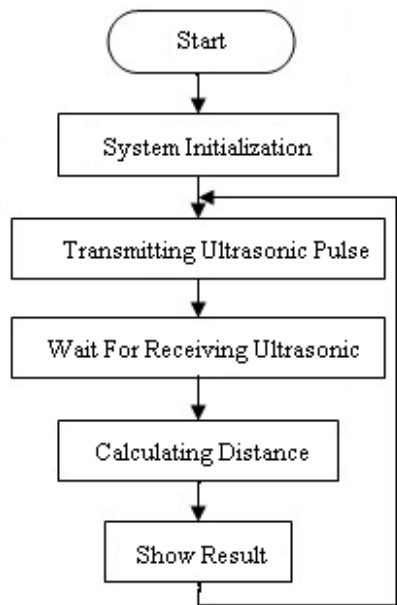 Start
System Initialization
Transmitting Ultrasonic Pulse
Wait For Receiving Ultrasonic
Calculating Distance
Show Result